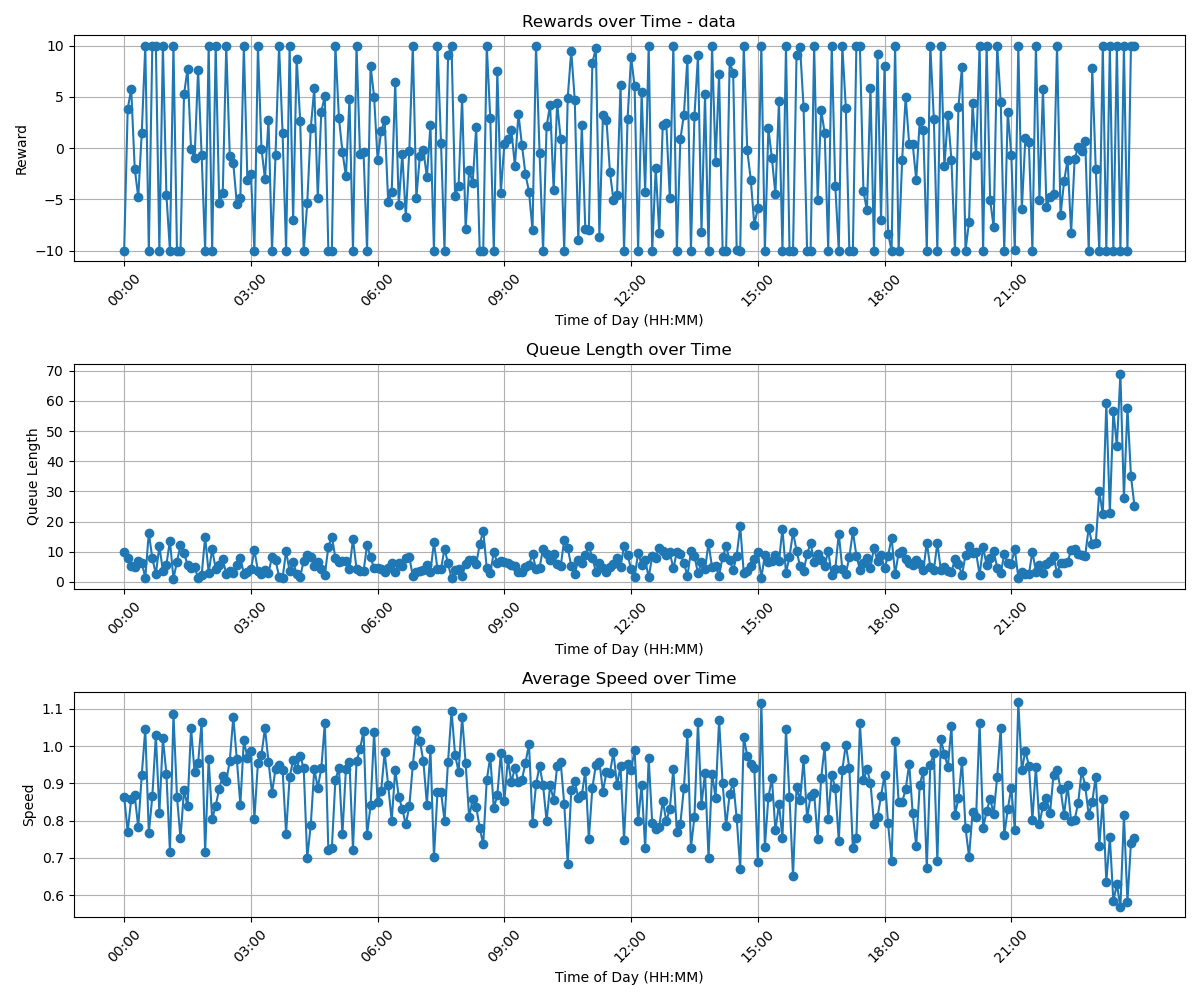 Rewards over Time - data
10
5
0
−5
−10
Reward
00:00 03:00 06:00 09:00 12:00 15:00 18:00 21:00
Time of Day (HH:MM)
Queue Length over Time
70
60
50
40
30
20
10
0
Queue Length
00:00 03:00 06:00 09:00 12:00 15:00 18:00 21:00
Time of Day (HH:MM)
Average Speed over Time
1.1
1.0
0.9
0.8
0.7
0.6
Speed
00:00 03:00 06:00 09:00 12:00 15:00 18:00 21:00
Time of Day (HH:MM)